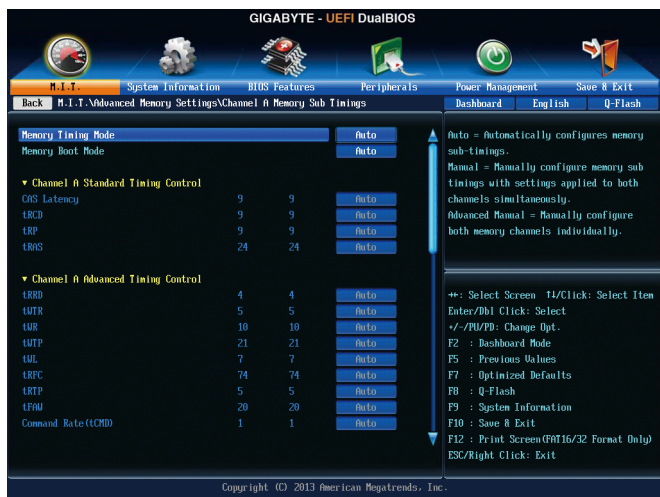 GIGABYTE - UEFI DualBIOS
M.I.T. System Information BIOS Features Peripherals Power Management Save & Exit
Back M.I.T.\Advanced Memory Settings\Channel A Memory Sub Timings Dashboard English Q-Flash
Memory Timing Mode Auto
Memory Boot Mode Auto
▼ Channel A Standard Timing Control
CAS Latency 9 9 Auto
tRCD 9 9 Auto
tRP 9 9 Auto
tRAS 24 24 Auto
▼ Channel A Advanced Timing Control
tRRD 4 4 Auto
tWTR 5 5 Auto
tWR 10 10 Auto
tWTP 21 21 Auto
tWL 7 7 Auto
tRFC 74 74 Auto
tRTP 5 5 Auto
tFAW 20 20 Auto
Command Rate(tCMD) 1 1 Auto
Auto = Automatically configures memory
sub-timings.
Manual = Manually configure memory sub
timings with settings applied to both
channels simultaneously.
Advanced Manual = Manually configure
both memory channels individually.
→←: Select Screen ↑↓/Click: Select Item
Enter/Dbl Click: Select
+/-/PU/PD: Change Opt.
F2 : Dashboard Mode
F5 : Previous Values
F7 : Optimized Defaults
F8 : Q-Flash
F9 : System Information
F10 : Save & Exit
F12 : Print Screen(FAT16/32 Format Only)
ESC/Right Click: Exit
Copyright (C) 2013 American Megatrends, Inc.